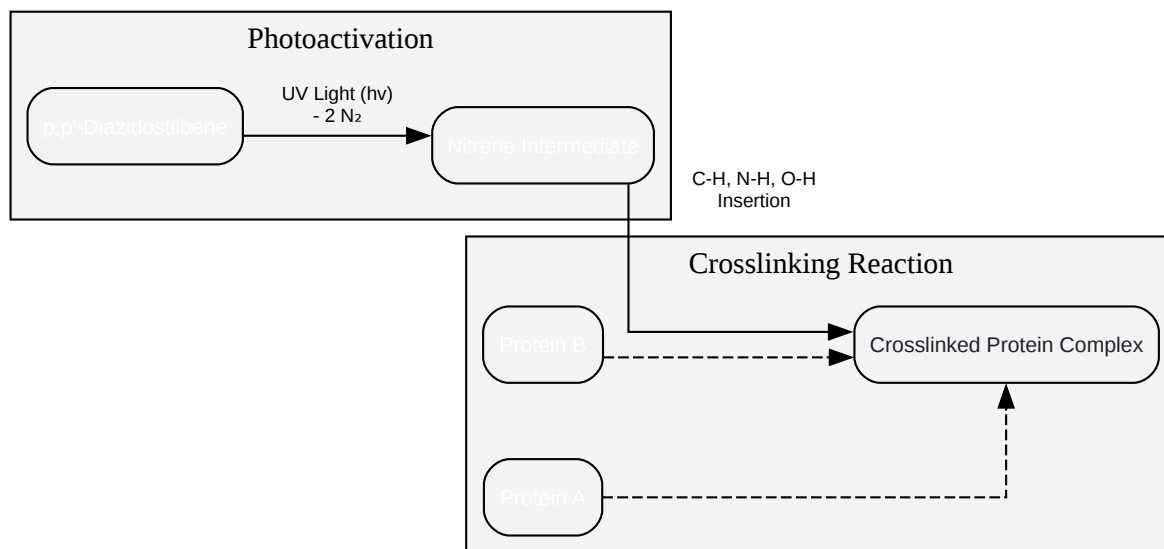 Photoactivation
p,p'-Diazidostilbene
UV Light (hv)
- 2 N₂
Nitrene Intermediate
C-H, N-H, O-H
Insertion
Crosslinking Reaction
Protein B
Crosslinked Protein Complex
Protein A